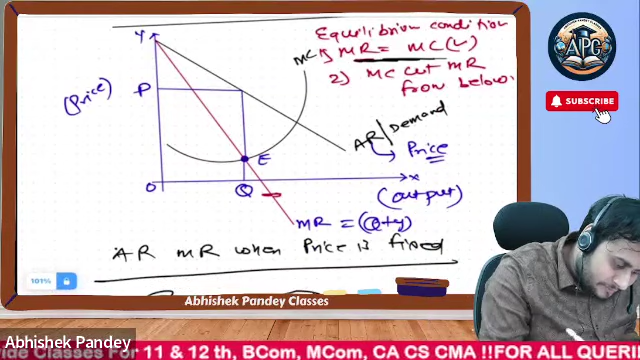 Equilibrium condition
1) MR = MC (✓)
2) MC cut MR
from below.
Y
MC
(Price)
P
AR/Demand
Price
E
O
Q
X
(output)
MR = (Q+y)
AR MR when Price is fixed
APG
SUBSCRIBE
101%
Abhishek Pandey Classes
Abhishek Pandey
Classes For 11 & 12 th, BCom, MCom, CA CS CMA !!FOR ALL QUER